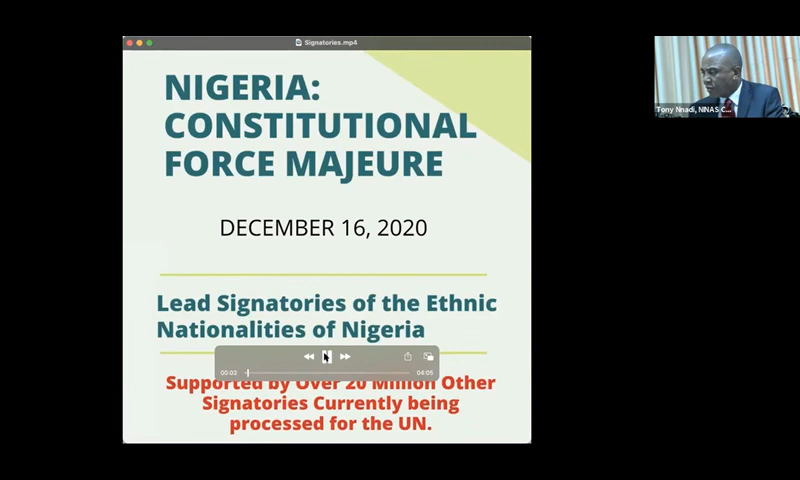 Signatories.mp4
NIGERIA:
CONSTITUTIONAL
FORCE MAJEURE
DECEMBER 16, 2020
Lead Signatories of the Ethnic
Nationalities of Nigeria
00:03
04:05
Supported by Over 20 Million Other
Signatories Currently being
processed for the UN.
Tony Nnadi, NINAS C...